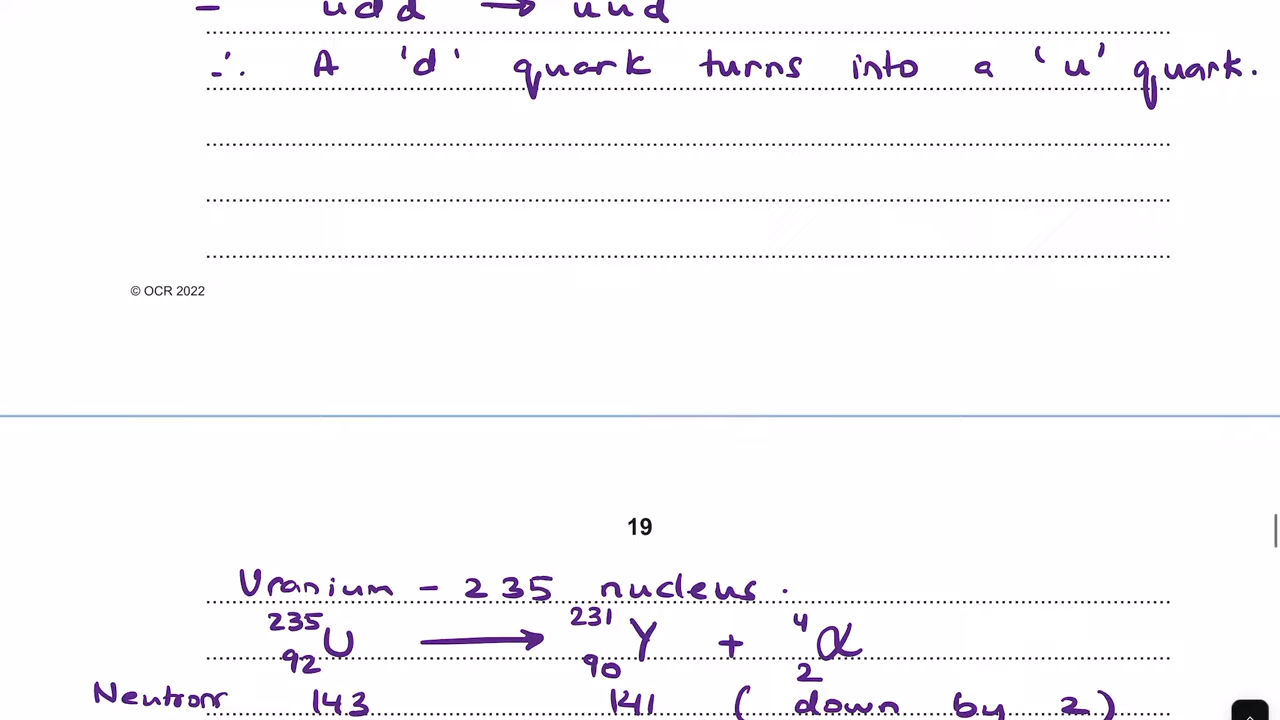 - udd → uud
∴ A 'd' quark turns into a 'u' quark.
© OCR 2022
19
Uranium - 235 nucleus.
²³⁵₉₂U → ²³¹₉₀Y + ⁴₂α
Neutrons 143 141 ( down by 2 )